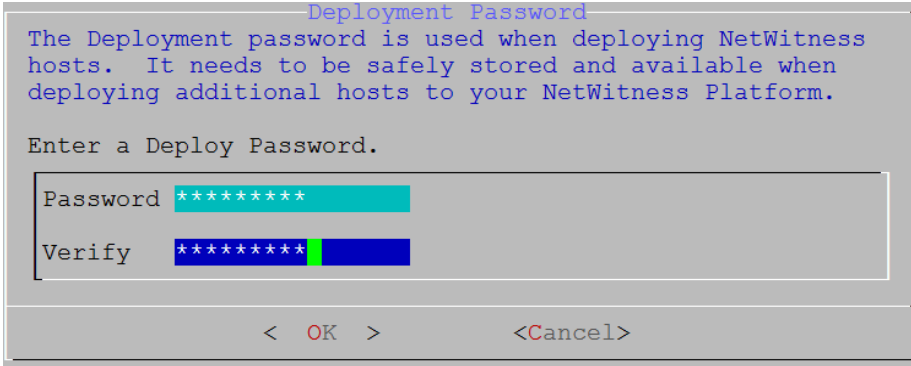 Deployment Password
The Deployment password is used when deploying NetWitness
hosts.  It needs to be safely stored and available when
deploying additional hosts to your NetWitness Platform.
Enter a Deploy Password.
Password *********
Verify *********
<  OK  > <Cancel>